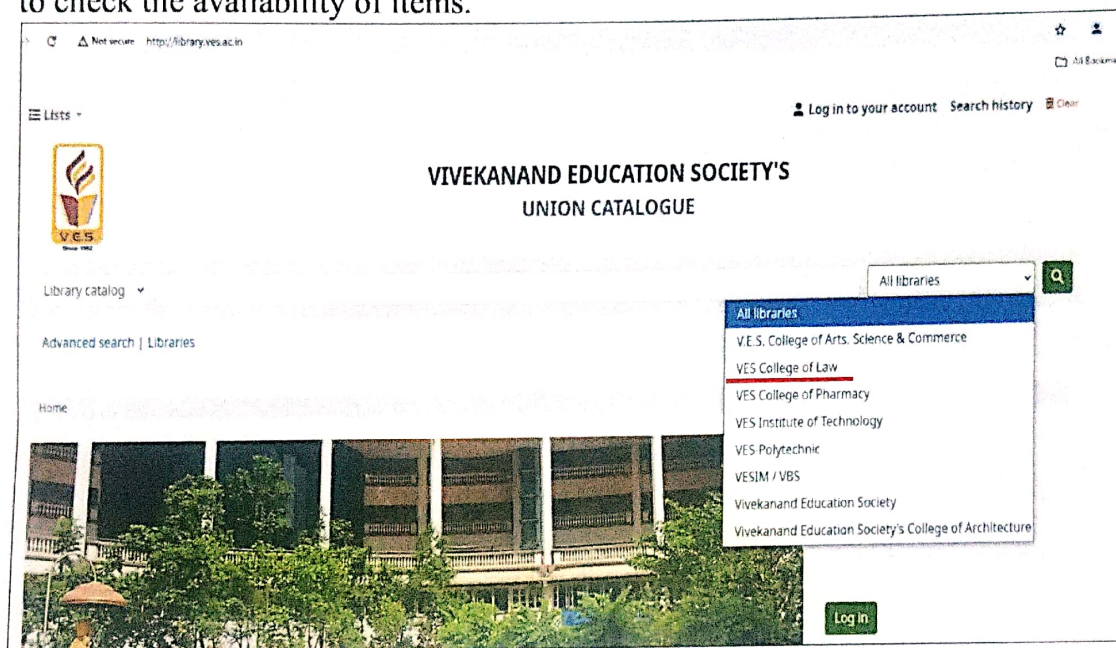 to check the availability of items.
Not secure http://library.ves.ac.in
All Bookma
Lists
Log in to your account Search history Clear
V.E.S.
Since 1962
VIVEKANAND EDUCATION SOCIETY'S
UNION CATALOGUE
Library catalog
All libraries
All libraries
V.E.S. College of Arts, Science & Commerce
VES College of Law
VES College of Pharmacy
VES Institute of Technology
VES Polytechnic
VESIM / VBS
Vivekanand Education Society
Vivekanand Education Society's College of Architecture
Advanced search | Libraries
Home
Log in